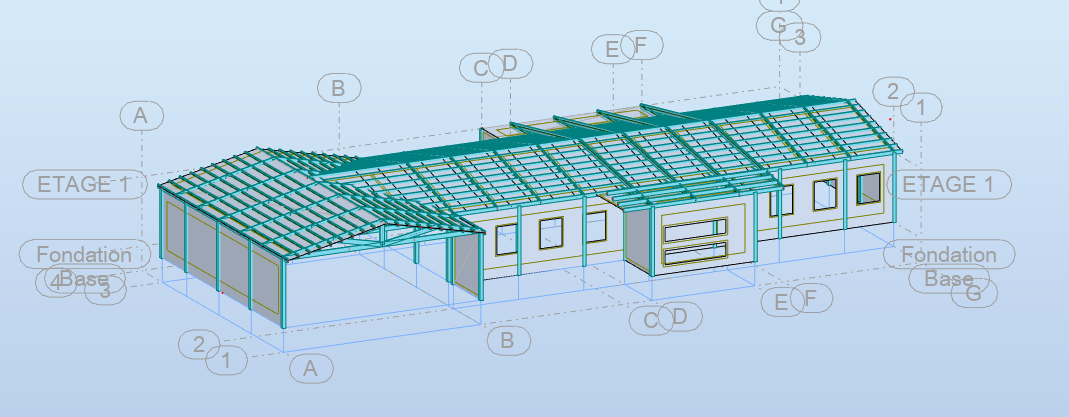 F
G
3
E F
C D
B
2
1
A
ETAGE 1
ETAGE 1
Fondation
Base
4
3
Fondation
Base
G
E F
C D
2
1
B
A